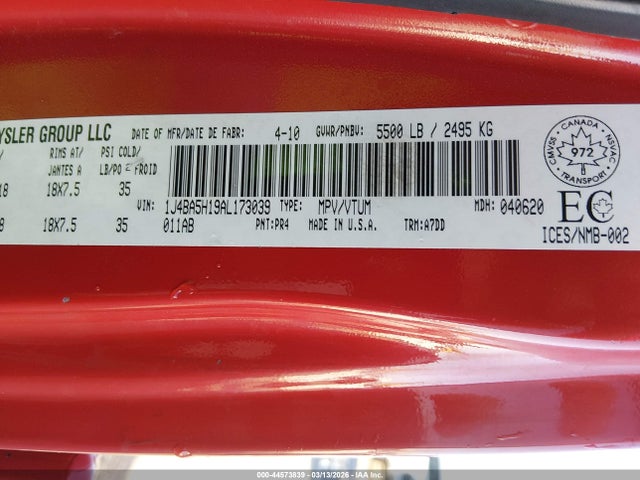 YSLER GROUP LLC DATE OF MFR/DATE DE FABR: 4-10 GVWR/PNBV: 5500 LB / 2495 KG
RIMS AT/ PSI COLD/
JANTES A LB/PO2 FROID
18 18X7.5 35
VIN: 1J4BA5H19AL173039 TYPE: MPV/VTUM MDH: 040620
8 18X7.5 35 011AB PNT: PR4 MADE IN U.S.A. TRM: A7DD
CANADA
CMVSS NSVAC
972
TRANSPORT
EC
ICES/NMB-002
000-44573839 | 03/13/2026 - COPART